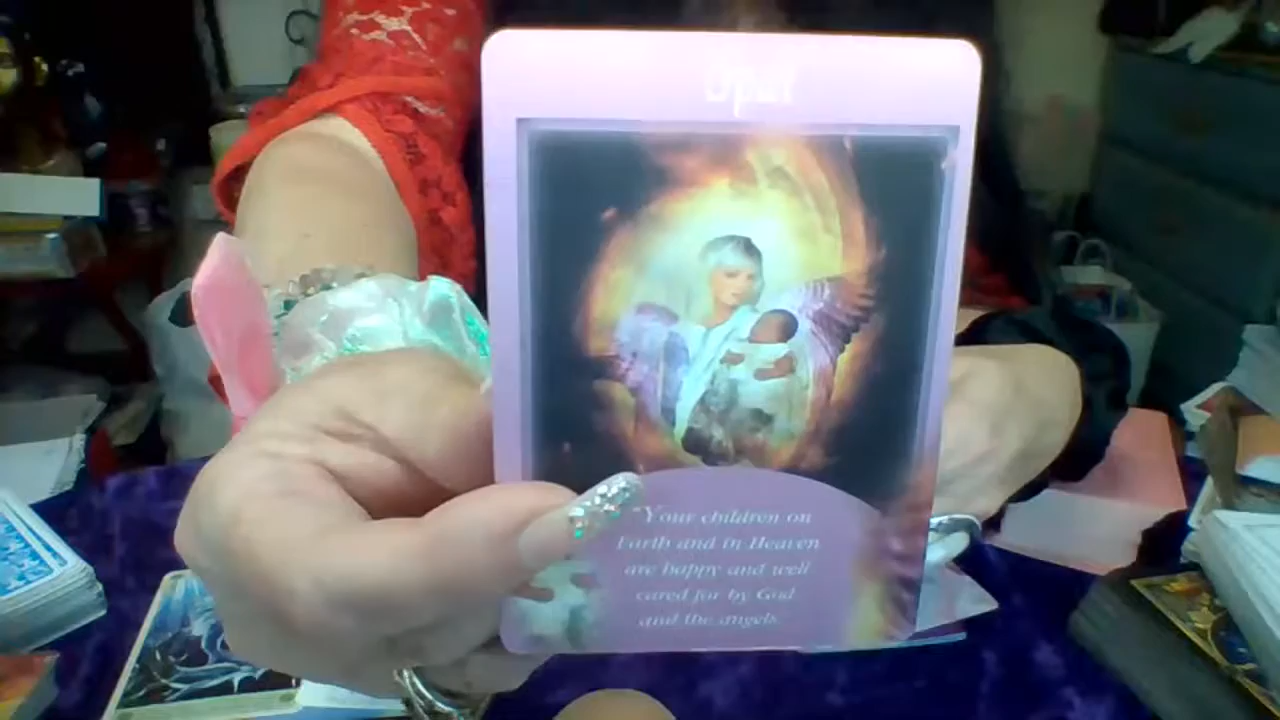 Opal
"Your children on
Earth and in Heaven
are happy and well
cared for by God
and the angels."